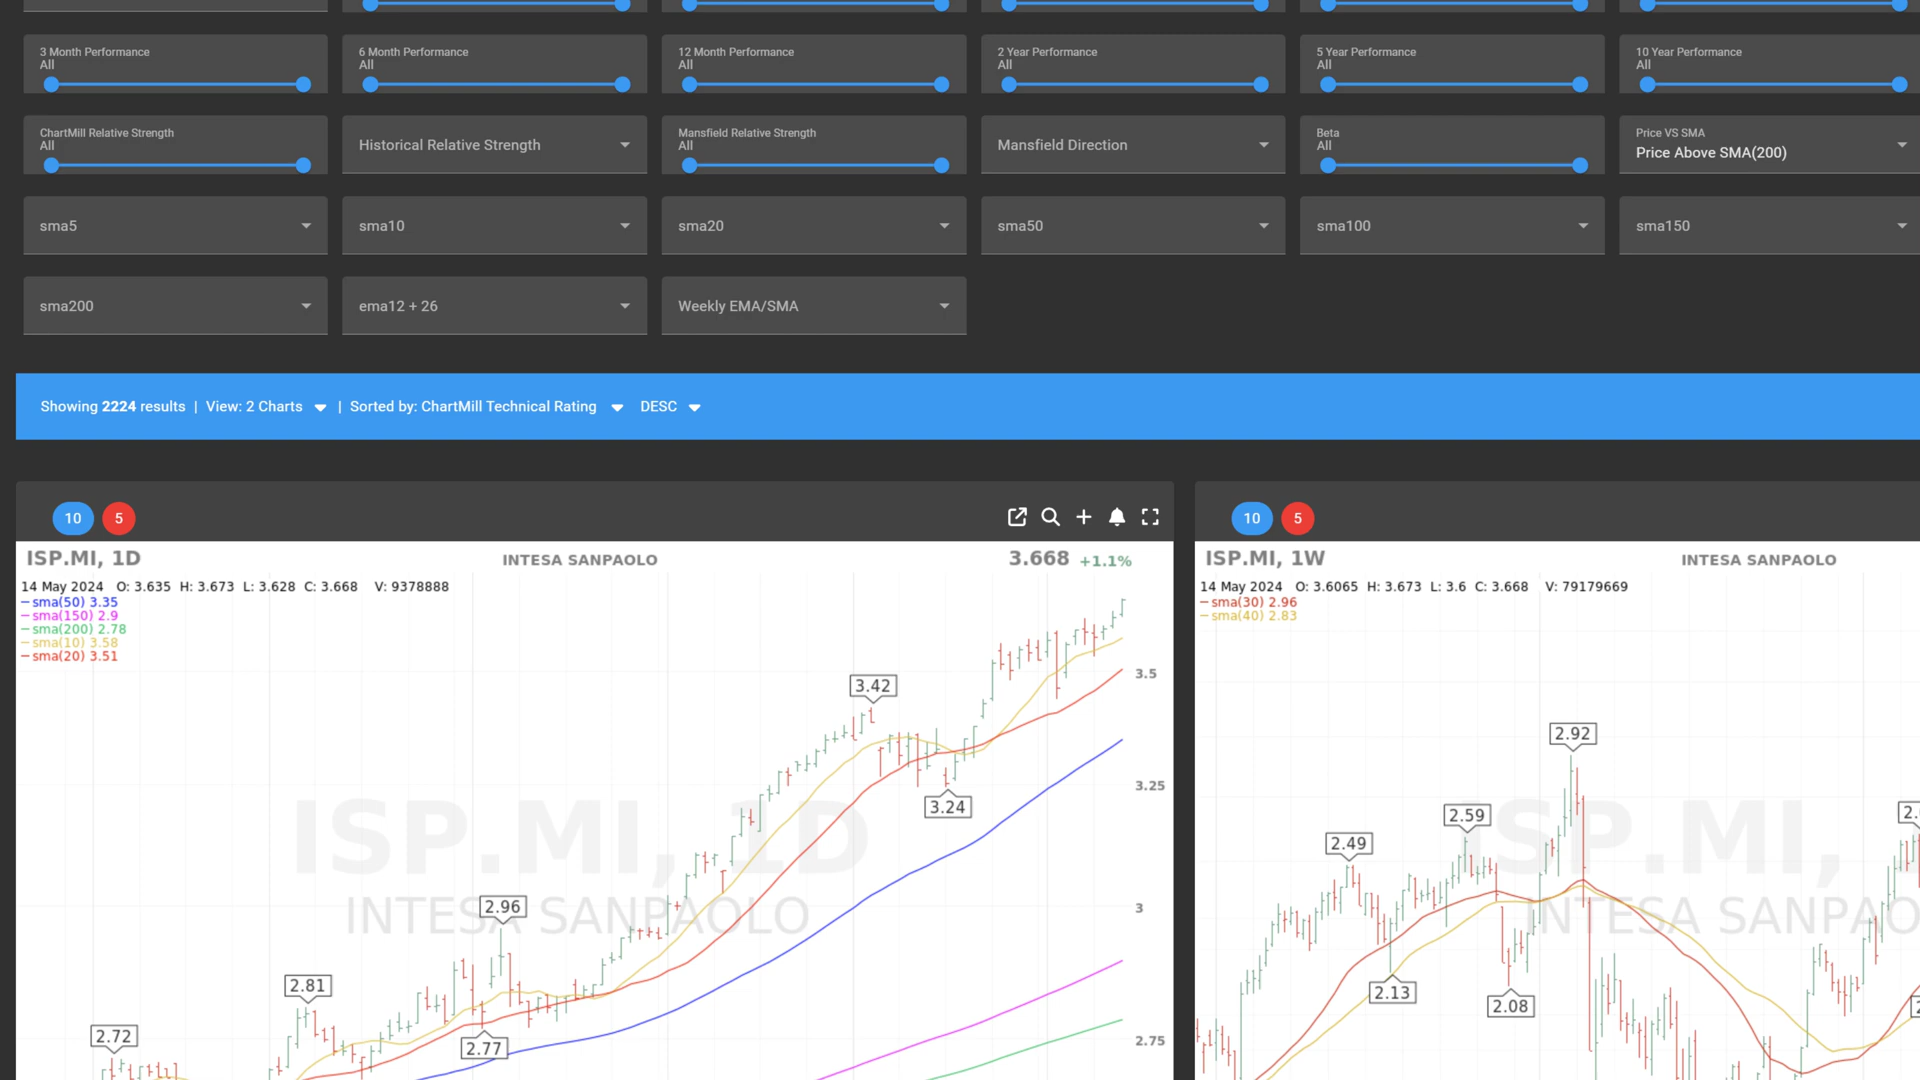 3 Month Performance
All
6 Month Performance
All
12 Month Performance
All
2 Year Performance
All
5 Year Performance
All
10 Year Performance
All
ChartMill Relative Strength
All
Historical Relative Strength
Mansfield Relative Strength
All
Mansfield Direction
Beta
All
Price VS SMA
Price Above SMA(200)
sma5
sma10
sma20
sma50
sma100
sma150
sma200
ema12 + 26
Weekly EMA/SMA
Showing 2224 results | View: 2 Charts | Sorted by: ChartMill Technical Rating DESC
10 5
ISP.MI, 1D
INTESA SANPAOLO
3.668 +1.1%
14 May 2024 O: 3.635 H: 3.673 L: 3.628 C: 3.668 V: 9378888
sma(50) 3.35
sma(150) 2.9
sma(200) 2.78
sma(10) 3.58
sma(20) 3.51
3.42
3.24
2.96
2.81
2.77
2.72
3.5
3.25
3
2.75
ISP.MI, 1D
INTESA SANPAOLO
10 5
ISP.MI, 1W
INTESA SANPAOLO
14 May 2024 O: 3.6065 H: 3.673 L: 3.6 C: 3.668 V: 79179669
sma(30) 2.96
sma(40) 2.83
2.92
2.59
2.49
2.13
2.08
ISP.MI,
INTESA SANPAO